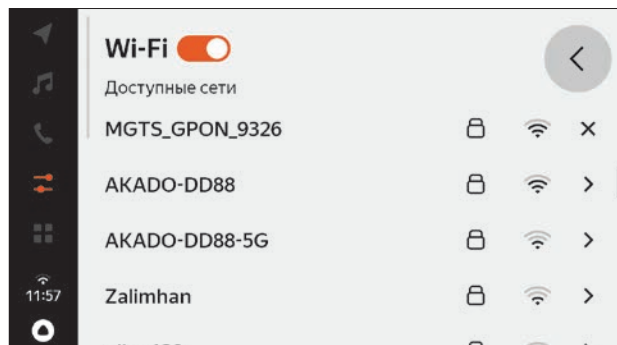 Wi-Fi
Доступные сети
MGTS_GPON_9326
AKADO-DD88
AKADO-DD88-5G
Zalimhan
11:57